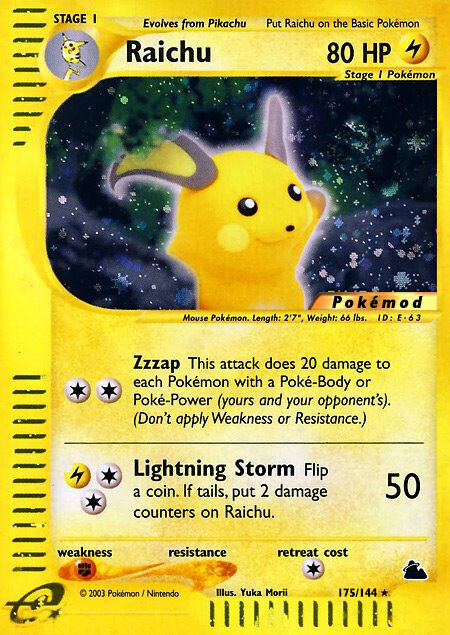 STAGE 1 Evolves from Pikachu Put Raichu on the Basic Pokémon
Raichu 80 HP
Stage 1 Pokémon
Pokémod
Mouse Pokémon. Length: 2'7", Weight: 66 lbs. ID: E-63
Zzzap This attack does 20 damage to
each Pokémon with a Poké-Body or
Poké-Power (yours and your opponent's).
(Don't apply Weakness or Resistance.)
Lightning Storm Flip
a coin. If tails, put 2 damage
counters on Raichu.
50
weakness resistance retreat cost
© 2003 Pokémon / Nintendo Illus. Yuka Morii 175/144 ★
e